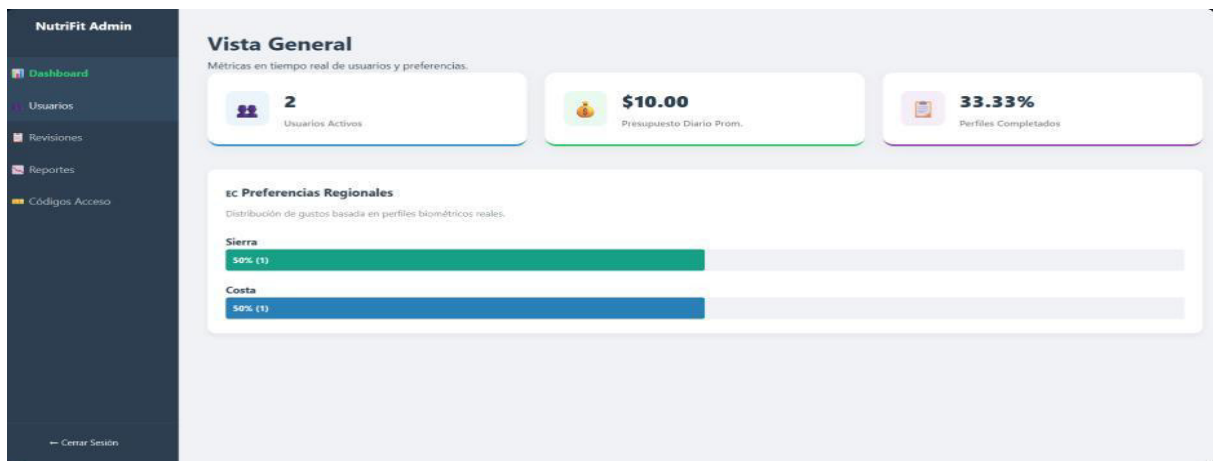 NutriFit Admin
Dashboard
Usuarios
Revisiones
Reportes
Códigos Acceso
← Cerrar Sesión
Vista General
Métricas en tiempo real de usuarios y preferencias.
2
Usuarios Activos
$10.00
Presupuesto Diario Prom.
33.33%
Perfiles Completados
EC Preferencias Regionales
Distribución de gustos basada en perfiles biométricos reales.
Sierra
50% (1)
Costa
50% (1)